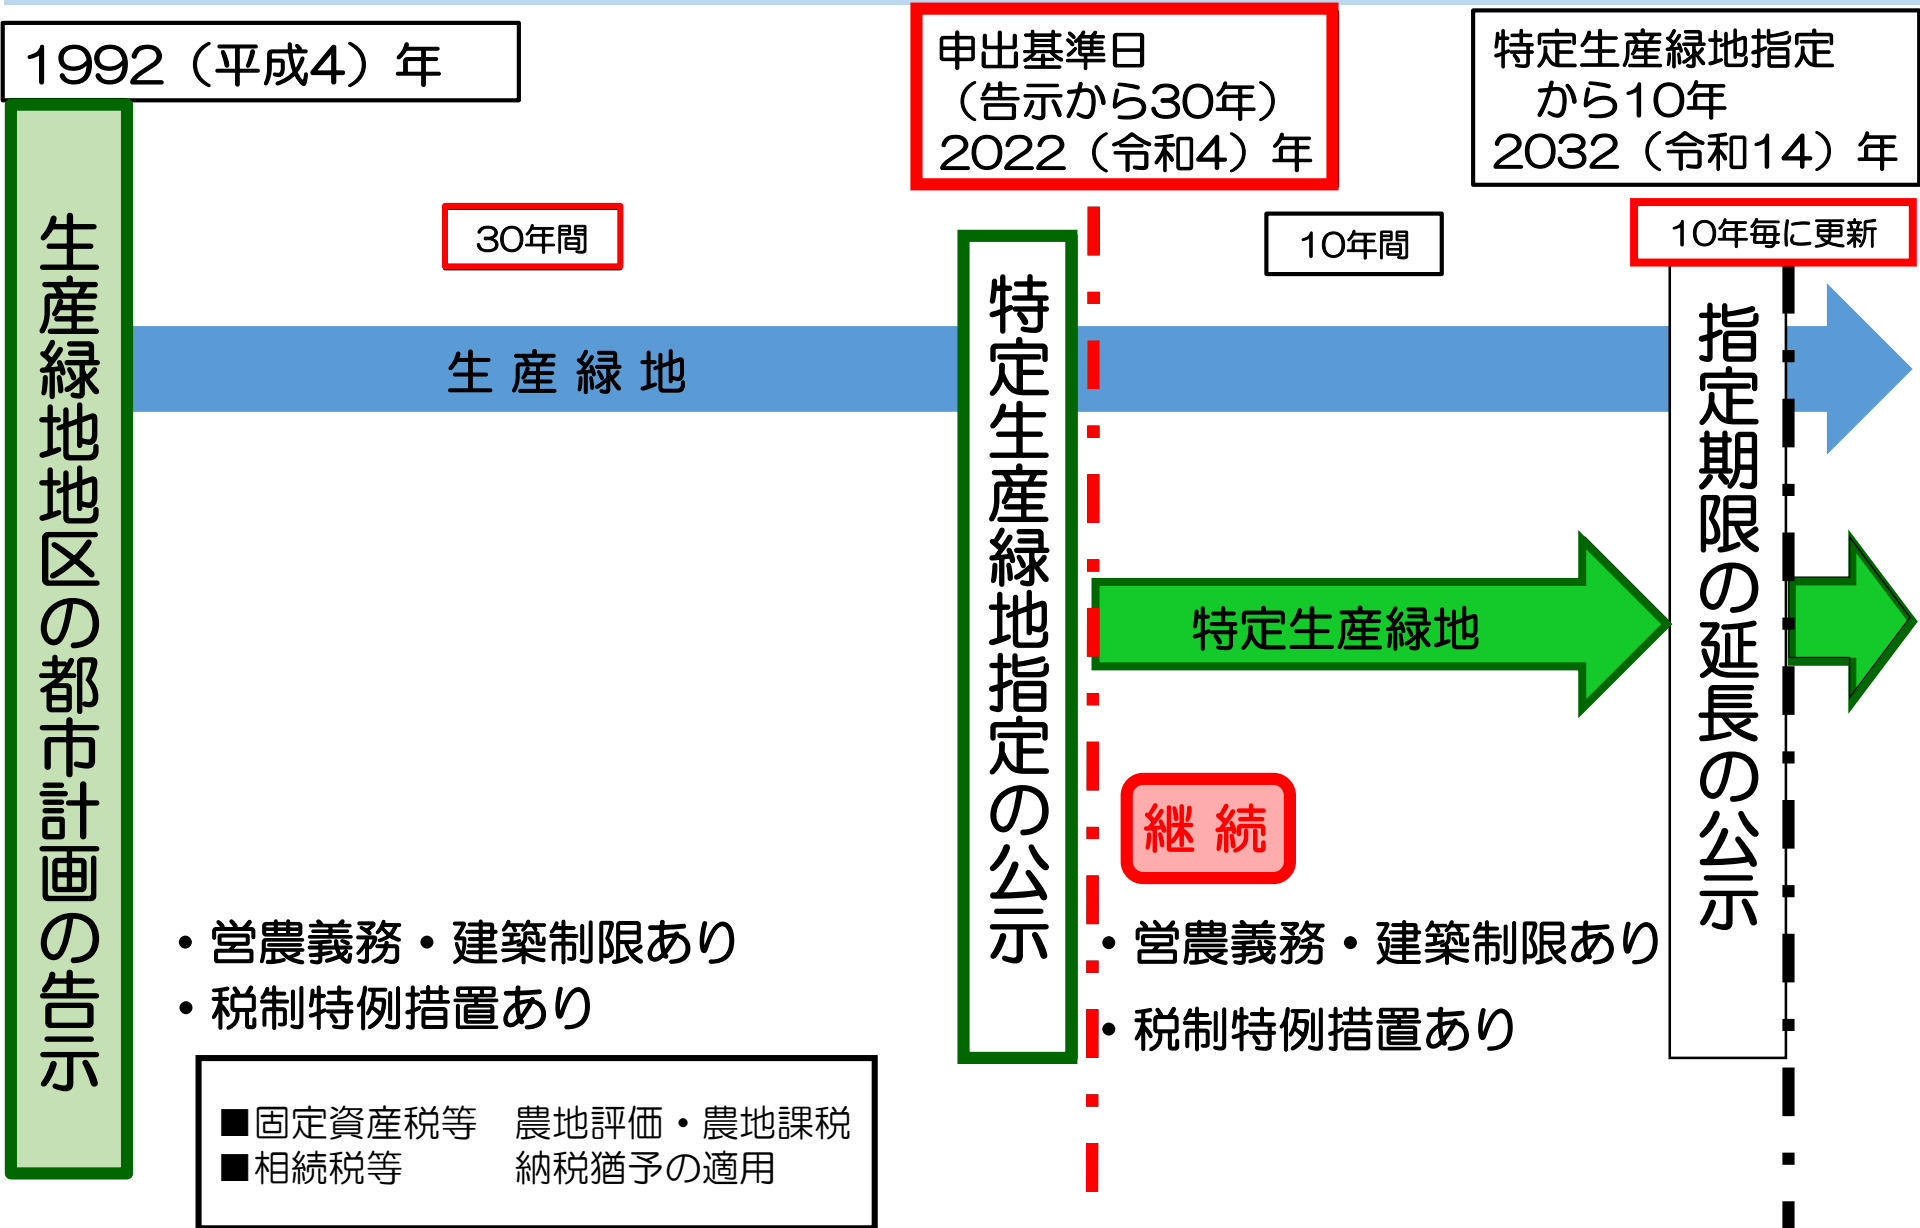 1992（平成4）年
申出基準日
（告示から30年）
2022（令和4）年
特定生産緑地指定
から10年
2032（令和14）年
生産緑地地区の都市計画の告示
30年間
10年間
10年毎に更新
生産緑地
特定生産緑地指定の公示
指定期限の延長の公示
特定生産緑地
継続
・営農義務・建築制限あり
・税制特例措置あり
・営農義務・建築制限あり
・税制特例措置あり
■固定資産税等　農地評価・農地課税
■相続税等　　　納税猶予の適用